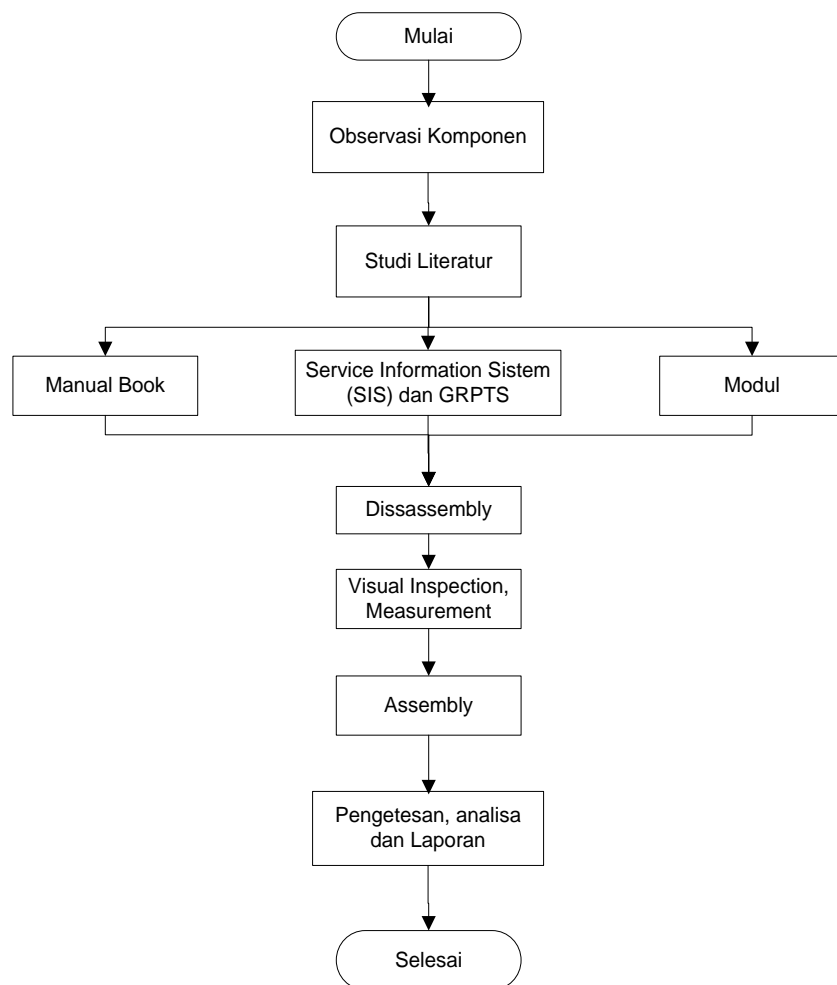 Mulai
Observasi Komponen
Studi Literatur
Manual Book
Service Information Sistem
(SIS) dan GRPTS
Modul
Dissassembly
Visual Inspection,
Measurement
Assembly
Pengetesan, analisa
dan Laporan
Selesai